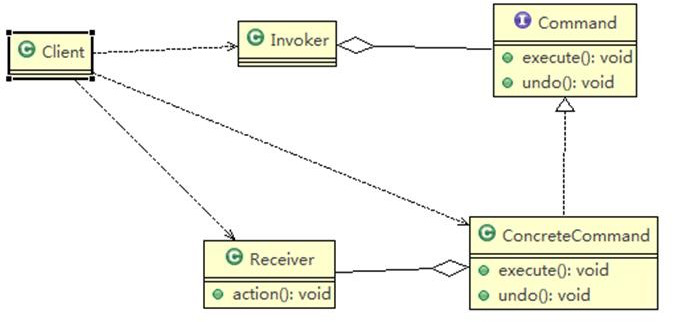 C Client
C Invoker
I Command
execute(): void
undo(): void
C Receiver
action(): void
C ConcreteCommand
execute(): void
undo(): void